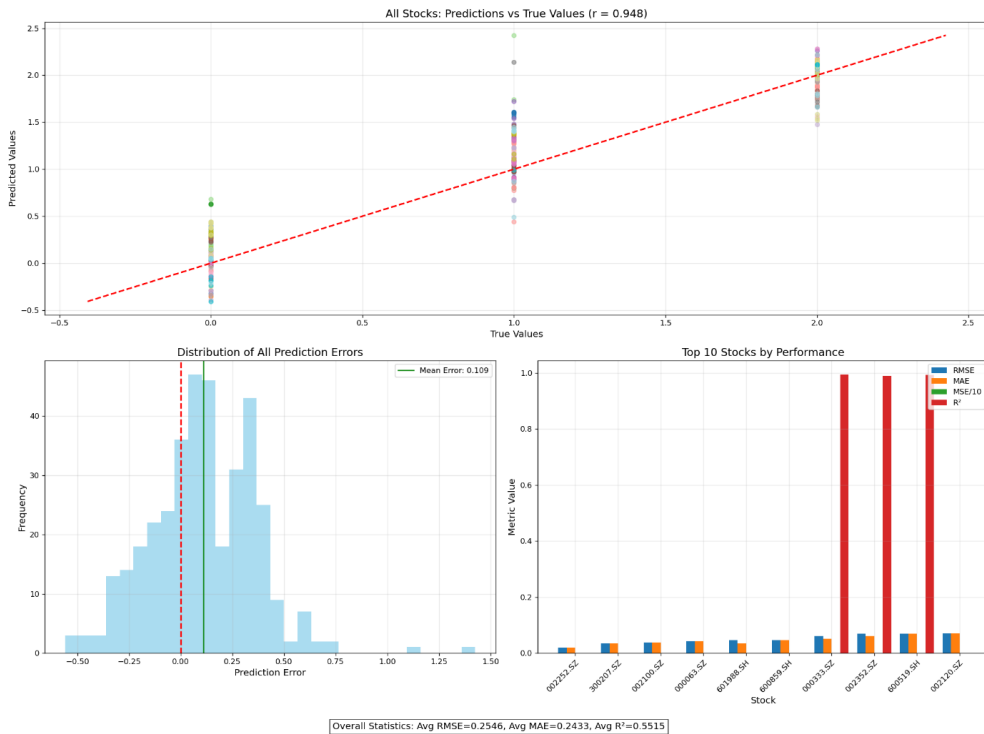 All Stocks: Predictions vs True Values (r = 0.948)
2.5
2.0
1.5
1.0
0.5
0.0
−0.5
Predicted Values
−0.5
0.0
0.5
1.0
1.5
2.0
2.5
True Values
Distribution of All Prediction Errors
Mean Error: 0.109
40
30
20
10
0
Frequency
−0.50
−0.25
0.00
0.25
0.50
0.75
1.00
1.25
1.50
Prediction Error
Top 10 Stocks by Performance
RMSE
MAE
MSE/10
R²
1.0
0.8
0.6
0.4
0.2
0.0
Metric Value
002252.SZ
300207.SZ
002100.SZ
000063.SZ
601988.SH
600859.SH
000333.SZ
002352.SZ
600519.SH
002120.SZ
Stock
Overall Statistics: Avg RMSE=0.2546, Avg MAE=0.2433, Avg R²=0.5515